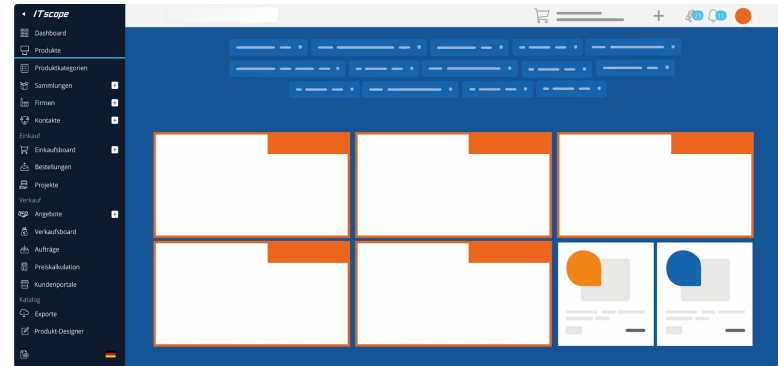 ITscope
Dashboard
Produkte
Produktkategorien
Sammlungen
Firmen
Kontakte
Einkauf
Einkaufsboard
Bestellungen
Projekte
Verkauf
Angebote
Verkaufsboard
Aufträge
Preiskalkulation
Kundenportale
Katalog
Exporte
Produkt-Designer